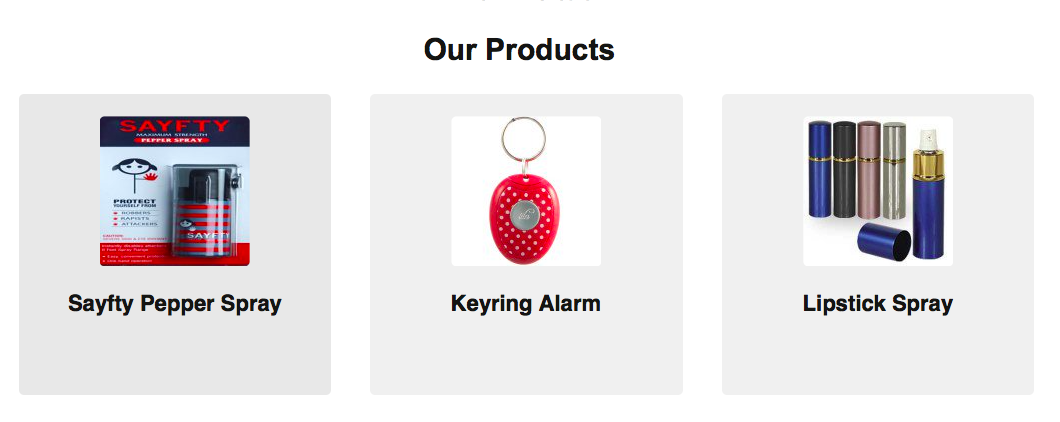 Our Products
SAYFTY
MAXIMUM STRENGTH
PEPPER SPRAY
PROTECT
YOURSELF FROM
ROBBERS
RAPISTS
ATTACKERS
SAYFT
Sayfty Pepper Spray
Keyring Alarm
Lipstick Spray